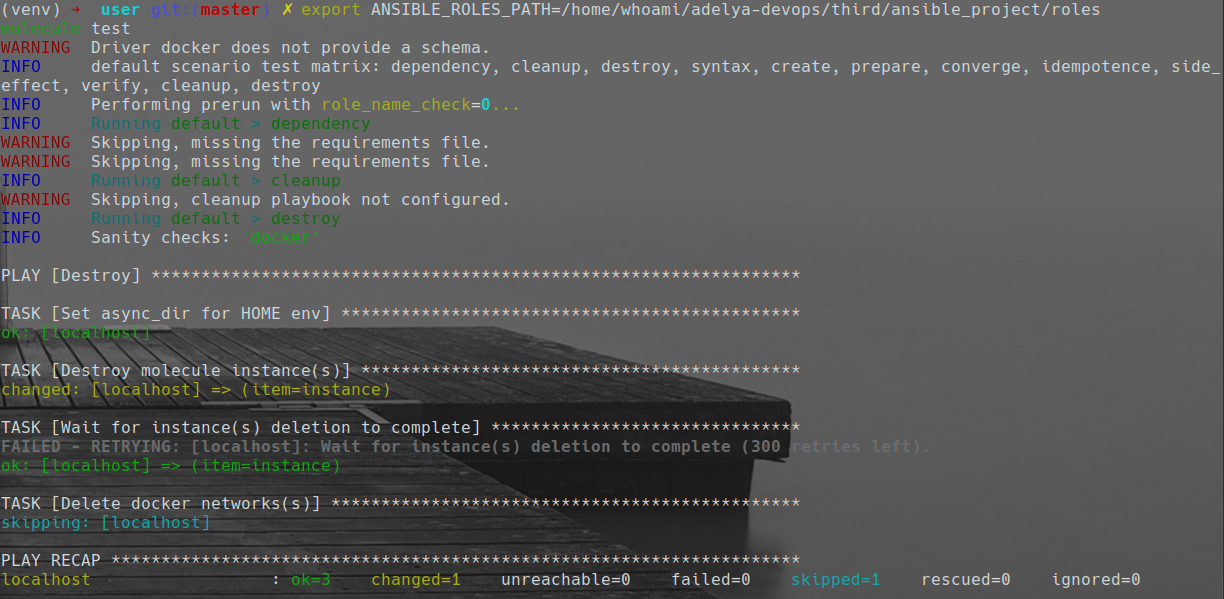 (venv) ➜  user git:(master) ✗ export ANSIBLE_ROLES_PATH=/home/whoami/adelya-devops/third/ansible_project/roles
molecule test
WARNING  Driver docker does not provide a schema.
INFO     default scenario test matrix: dependency, cleanup, destroy, syntax, create, prepare, converge, idempotence, side_
effect, verify, cleanup, destroy
INFO     Performing prerun with role_name_check=0...
INFO     Running default > dependency
WARNING  Skipping, missing the requirements file.
WARNING  Skipping, missing the requirements file.
INFO     Running default > cleanup
WARNING  Skipping, cleanup playbook not configured.
INFO     Running default > destroy
INFO     Sanity checks: 'docker'
PLAY [Destroy] *****************************************************************
TASK [Set async_dir for HOME env] **********************************************
ok: [localhost]
TASK [Destroy molecule instance(s)] ********************************************
changed: [localhost] => (item=instance)
TASK [Wait for instance(s) deletion to complete] *******************************
FAILED - RETRYING: [localhost]: Wait for instance(s) deletion to complete (300 retries left).
ok: [localhost] => (item=instance)
TASK [Delete docker networks(s)] ***********************************************
skipping: [localhost]
PLAY RECAP *********************************************************************
localhost                  : ok=3    changed=1    unreachable=0    failed=0    skipped=1    rescued=0    ignored=0